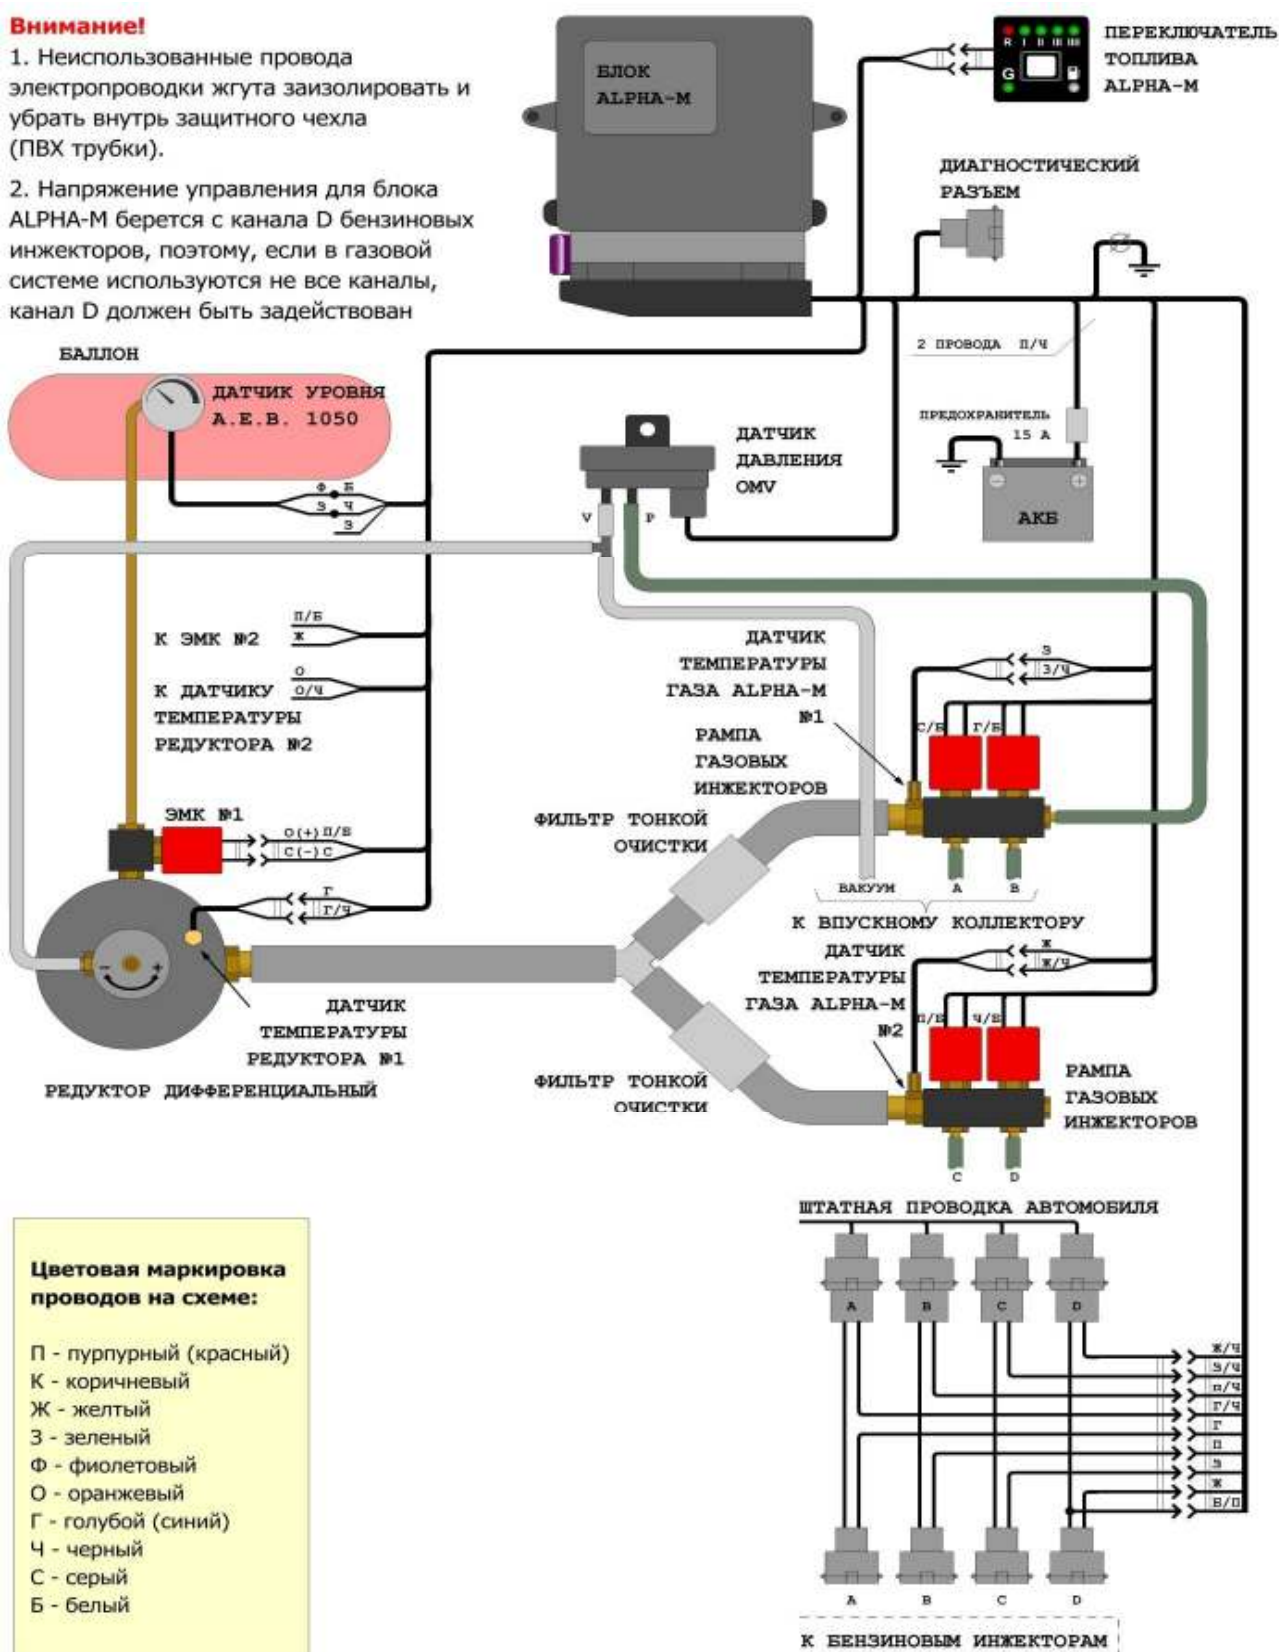 Внимание!
1. Неиспользованные провода
электропроводки жгута заизолировать и
убрать внутрь защитного чехла
(ПВХ трубки).
2. Напряжение управления для блока
ALPHA-M берется с канала D бензиновых
инжекторов, поэтому, если в газовой
системе используются не все каналы,
канал D должен быть задействован
БЛОК
ALPHA-M
R I II III IIII
G
ПЕРЕКЛЮЧАТЕЛЬ
ТОПЛИВА
ALPHA-M
ДИАГНОСТИЧЕСКИЙ
РАЗЪЕМ
2 ПРОВОДА П/Ч
ПРЕДОХРАНИТЕЛЬ
15 А
- +
АКБ
БАЛЛОН
ДАТЧИК УРОВНЯ
А.Е.В. 1050
Ф Б
З Ч
З
ДАТЧИК
ДАВЛЕНИЯ
OMV
V P
К ЭМК №2
П/Б
Ж
К ДАТЧИКУ
ТЕМПЕРАТУРЫ
РЕДУКТОРА №2
О
О/Ч
ЭМК №1
О(+) П/Б
С(-) С
Г
Г/Ч
- +
ДАТЧИК
ТЕМПЕРАТУРЫ
РЕДУКТОРА №1
РЕДУКТОР ДИФФЕРЕНЦИАЛЬНЫЙ
ДАТЧИК
ТЕМПЕРАТУРЫ
ГАЗА ALPHA-M
№1
З
З/Ч
С/Б Г/Б
РАМПА
ГАЗОВЫХ
ИНЖЕКТОРОВ
ФИЛЬТР ТОНКОЙ
ОЧИСТКИ
ВАКУУМ A B
К ВПУСКНОМУ КОЛЛЕКТОРУ
ДАТЧИК
ТЕМПЕРАТУРЫ
ГАЗА ALPHA-M
№2
Ж
Ж/Ч
П/Б Ч/Б
ФИЛЬТР ТОНКОЙ
ОЧИСТКИ
РАМПА
ГАЗОВЫХ
ИНЖЕКТОРОВ
C D
ШТАТНАЯ ПРОВОДКА АВТОМОБИЛЯ
A B C D
Ж/Ч
З/Ч
П/Ч
Г/Ч
Г
П
З
Ж
Б/П
A B C D
К БЕНЗИНОВЫМ ИНЖЕКТОРАМ
Цветовая маркировка
проводов на схеме:
П - пурпурный (красный)
К - коричневый
Ж - желтый
З - зеленый
Ф - фиолетовый
О - оранжевый
Г - голубой (синий)
Ч - черный
С - серый
Б - белый